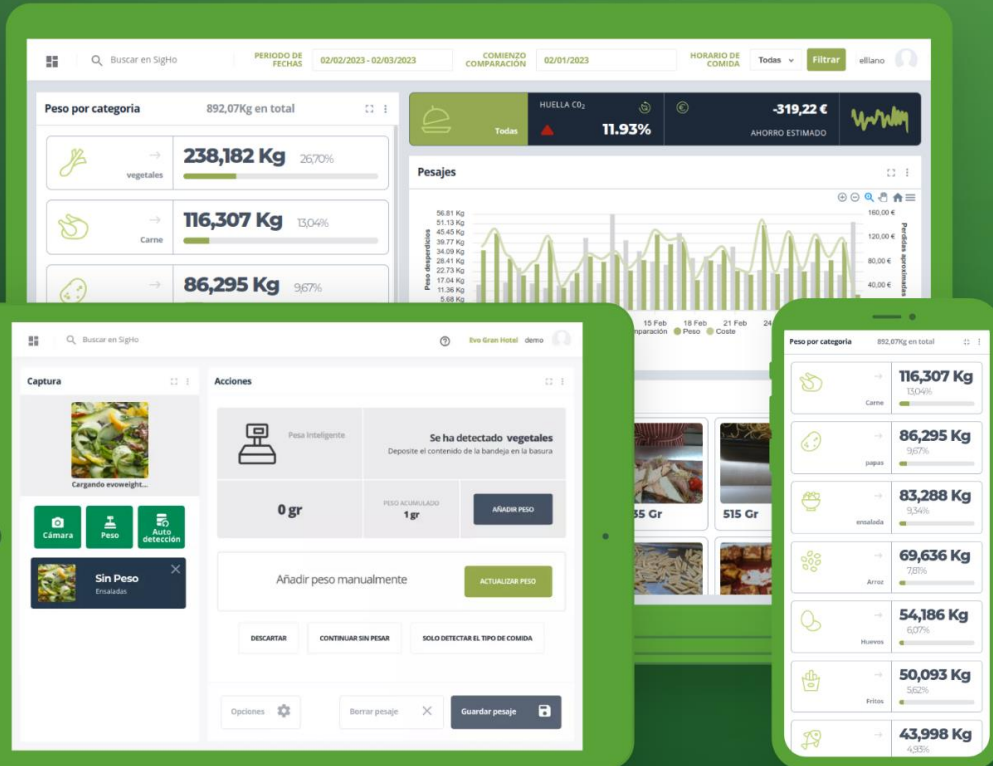 Buscar en SigHo
PERIODO DE
FECHAS
02/02/2023 - 02/03/2023
COMIENZO
COMPARACIÓN
02/01/2023
HORARIO DE
COMIDA
Todas
Filtrar
elllano
Peso por categoria
892,07Kg en total
238,182 Kg 26,70%
vegetales
116,307 Kg 13,04%
Carne
86,295 Kg 9,67%
Todas
HUELLA CO₂
11.93%
-319,22 €
AHORRO ESTIMADO
Pesajes
Peso desperdicios
56.81 Kg
51.13 Kg
45.45 Kg
39.77 Kg
34.09 Kg
28.41 Kg
22.73 Kg
17.04 Kg
11.36 Kg
5.68 Kg
160,00 €
120,00 €
80,00 €
40,00 €
Perdidas aproximadas
15 Feb
18 Feb
21 Feb
24
mparación
Peso
Coste
35 Gr
515 Gr
Buscar en SigHo
Evo Gran Hotel
demo
Captura
Cargando evoweight...
Cámara
Peso
Auto
detección
Sin Peso
Ensaladas
Acciones
Pesa Inteligente
Se ha detectado vegetales
Deposite el contenido de la bandeja en la basura
0 gr
PESO ACUMULADO
1 gr
AÑADIR PESO
Añadir peso manualmente
ACTUALIZAR PESO
DESCARTAR
CONTINUAR SIN PESAR
SOLO DETECTAR EL TIPO DE COMIDA
Opciones
Borrar pesaje
Guardar pesaje
Peso por categoria
892,07Kg en total
116,307 Kg
13,04%
Carne
86,295 Kg
9,67%
papas
83,288 Kg
9,34%
ensalada
69,636 Kg
7,81%
Arroz
54,186 Kg
6,07%
Huevos
50,093 Kg
5,62%
Fritos
43,998 Kg
4,93%